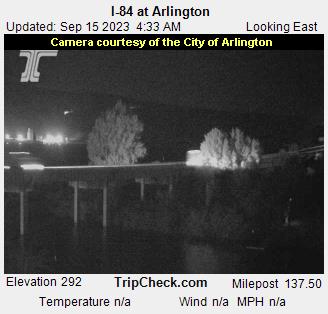 I-84 at Arlington
Updated: Sep 15 2023 4:33 AM Looking East
Camera courtesy of the City of Arlington
Elevation 292 TripCheck.com Milepost 137.50
Temperature n/a Wind n/a MPH n/a